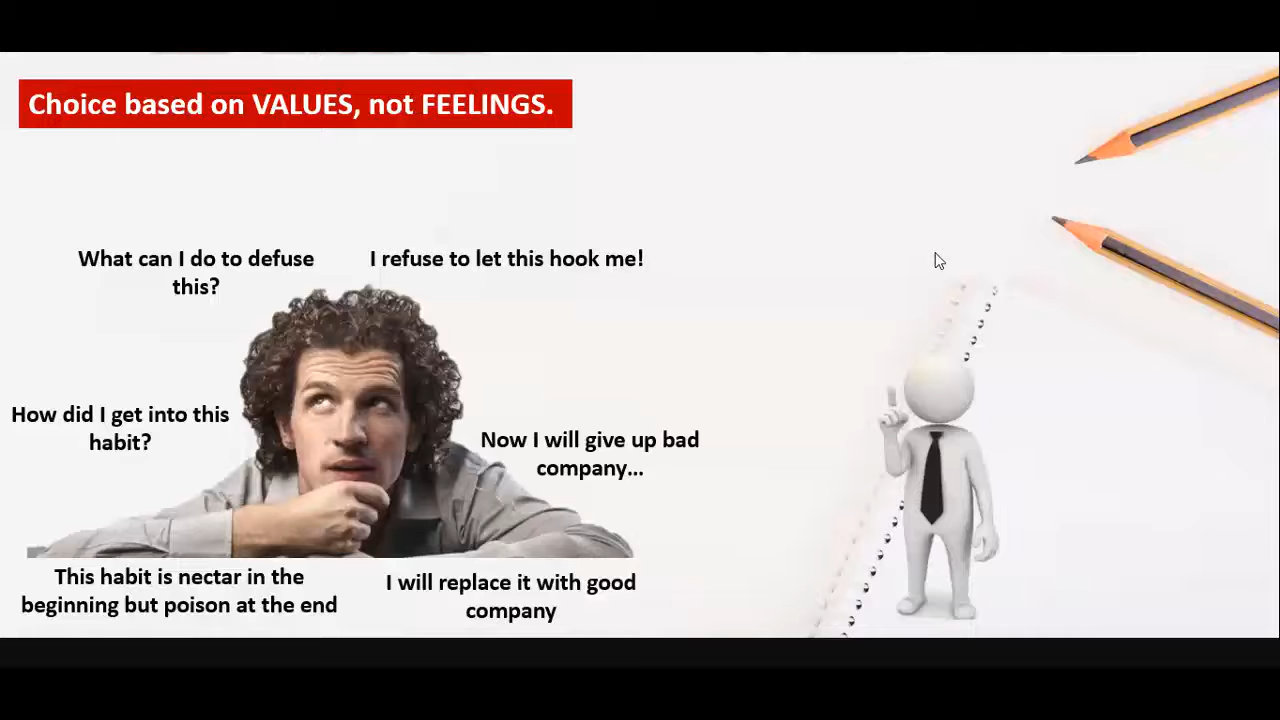 Choice based on VALUES, not FEELINGS.
What can I do to defuse
this?
I refuse to let this hook me!
How did I get into this
habit?
Now I will give up bad
company...
This habit is nectar in the
beginning but poison at the end
I will replace it with good
company